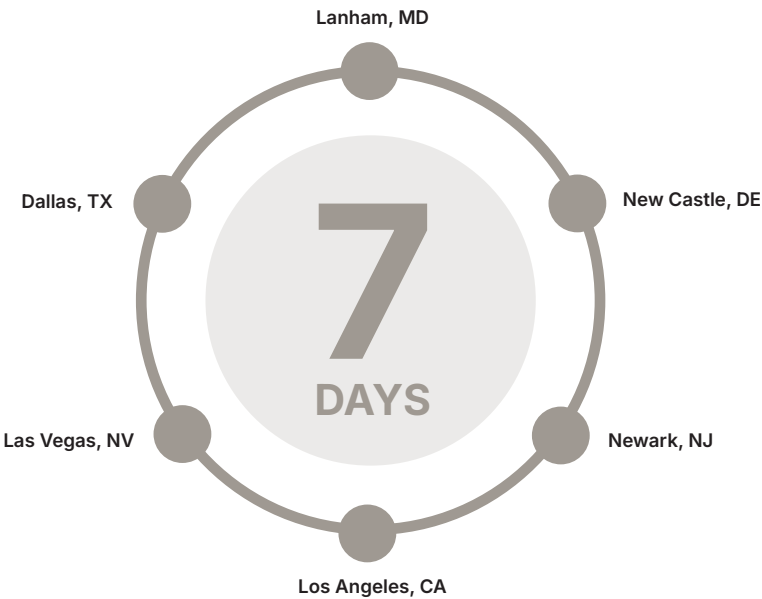 Lanham, MD
Dallas, TX
New Castle, DE
7
DAYS
Las Vegas, NV
Newark, NJ
Los Angeles, CA